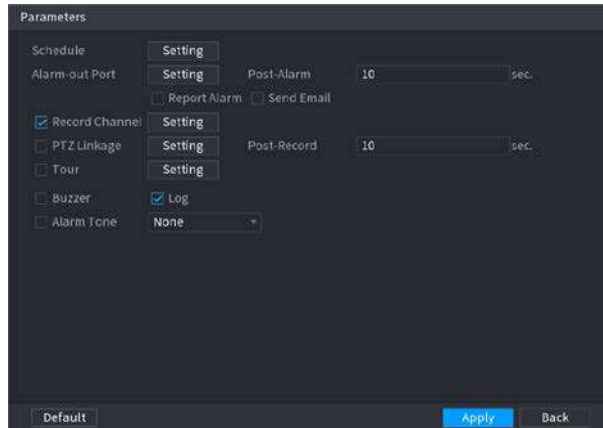 Parameters
Schedule Setting
Alarm-out Port Setting Post-Alarm 10 sec.
Report Alarm Send Email
Record Channel Setting
PTZ Linkage Setting Post-Record 10 sec.
Tour Setting
Buzzer Log
Alarm Tone None
Default Apply Back